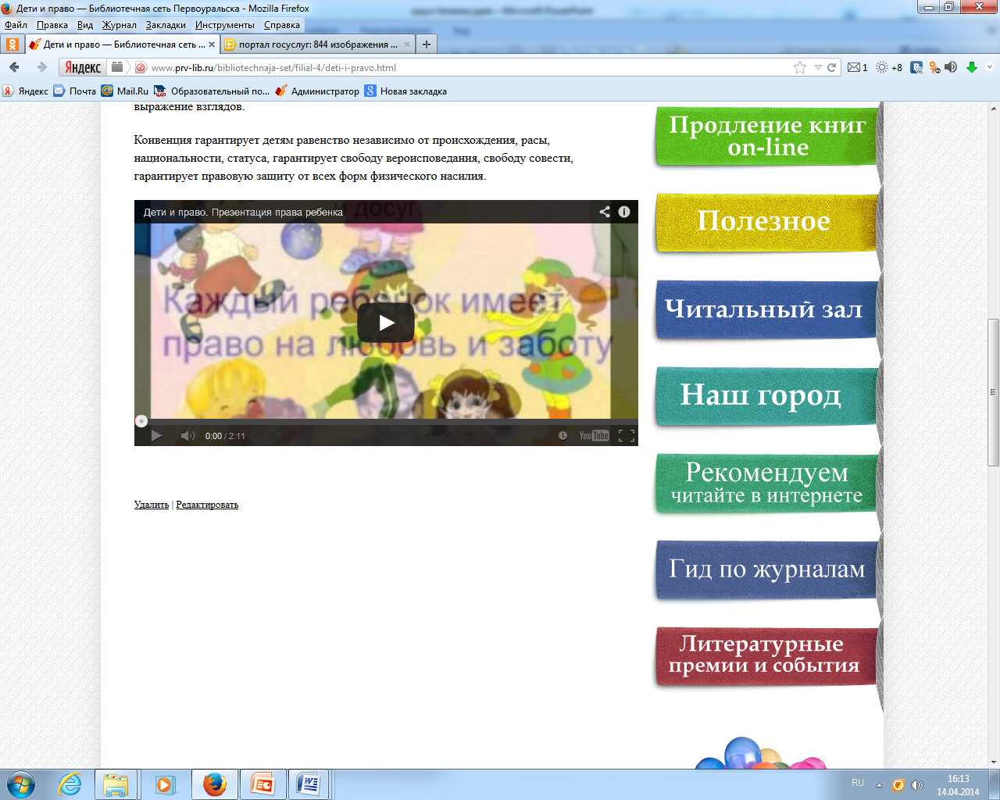 Дети и право — Библиотечная сеть Первоуральска - Mozilla Firefox
Файл Правка Вид Журнал Закладки Инструменты Справка
Дети и право — Библиотечная сеть ...
портал госуслуг: 844 изображения ...
Яндекс
www.prv-lib.ru/bibliotechnaja-set/filial-4/deti-i-pravo.html
1
+8
Яндекс Почта Mail.Ru Образовательный по... Администратор Новая закладка
выражение взглядов.
Конвенция гарантирует детям равенство независимо от происхождения, расы,
национальности, статуса, гарантирует свободу вероисповедания, свободу совести,
гарантирует правовую защиту от всех форм физического насилия.
Дети и право. Презентация права ребенка
и досуг.
Каждый ребенок имеет
право на любовь и заботу
0:00 / 2:11
YouTube
Удалить | Редактировать
Продление книг
on-line
Полезное
Читальный зал
Наш город
Рекомендуем
читайте в интернете
Гид по журналам
Литературные
премии и события
RU
16:13
14.04.2014